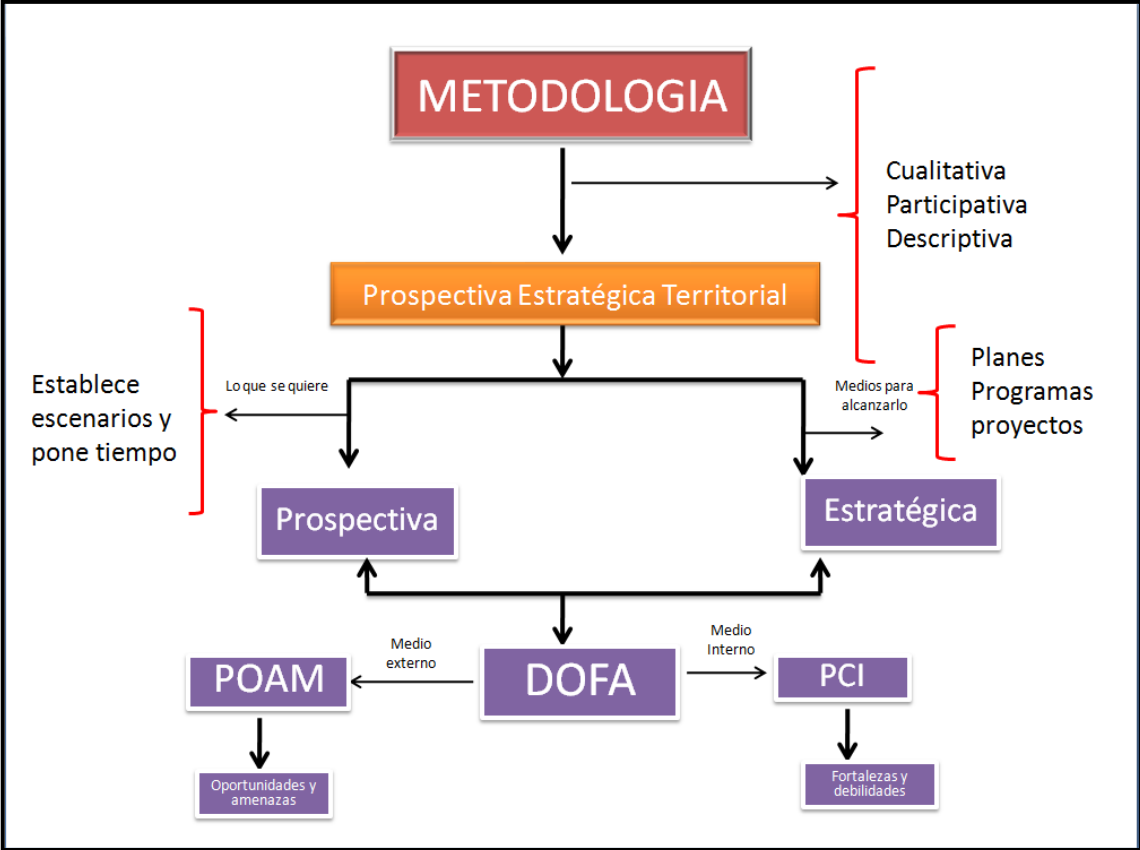 METODOLOGIA
Cualitativa
Participativa
Descriptiva
Prospectiva Estratégica Territorial
Establece
escenarios y
pone tiempo
Lo que se quiere
Medios para
alcanzarlo
Planes
Programas
proyectos
Prospectiva
Estratégica
Medio
externo
Medio
Interno
POAM
DOFA
PCI
Oportunidades y
amenazas
Fortalezas y
debilidades